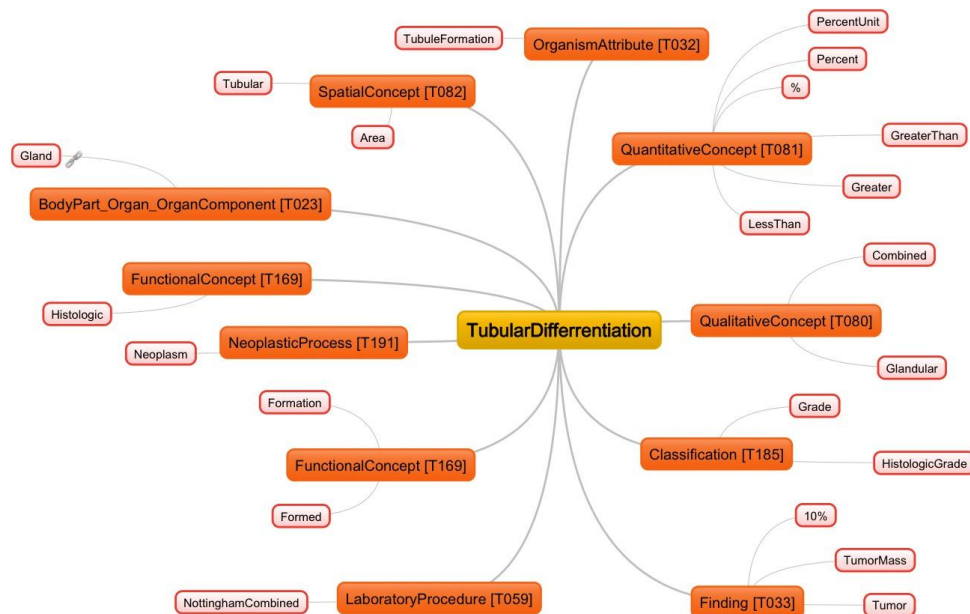 TubuleFormation
OrganismAttribute [T032]
PercentUnit
Percent
%
Tubular
SpatialConcept [T082]
Area
QuantitativeConcept [T081]
GreaterThan
Greater
LessThan
Gland
BodyPart_Organ_OrganComponent [T023]
FunctionalConcept [T169]
Histologic
Combined
TubularDifferrentiation
QualitativeConcept [T080]
Glandular
NeoplasticProcess [T191]
Neoplasm
Formation
FunctionalConcept [T169]
Formed
Grade
Classification [T185]
HistologicGrade
10%
TumorMass
NottinghamCombined
LaboratoryProcedure [T059]
Finding [T033]
Tumor